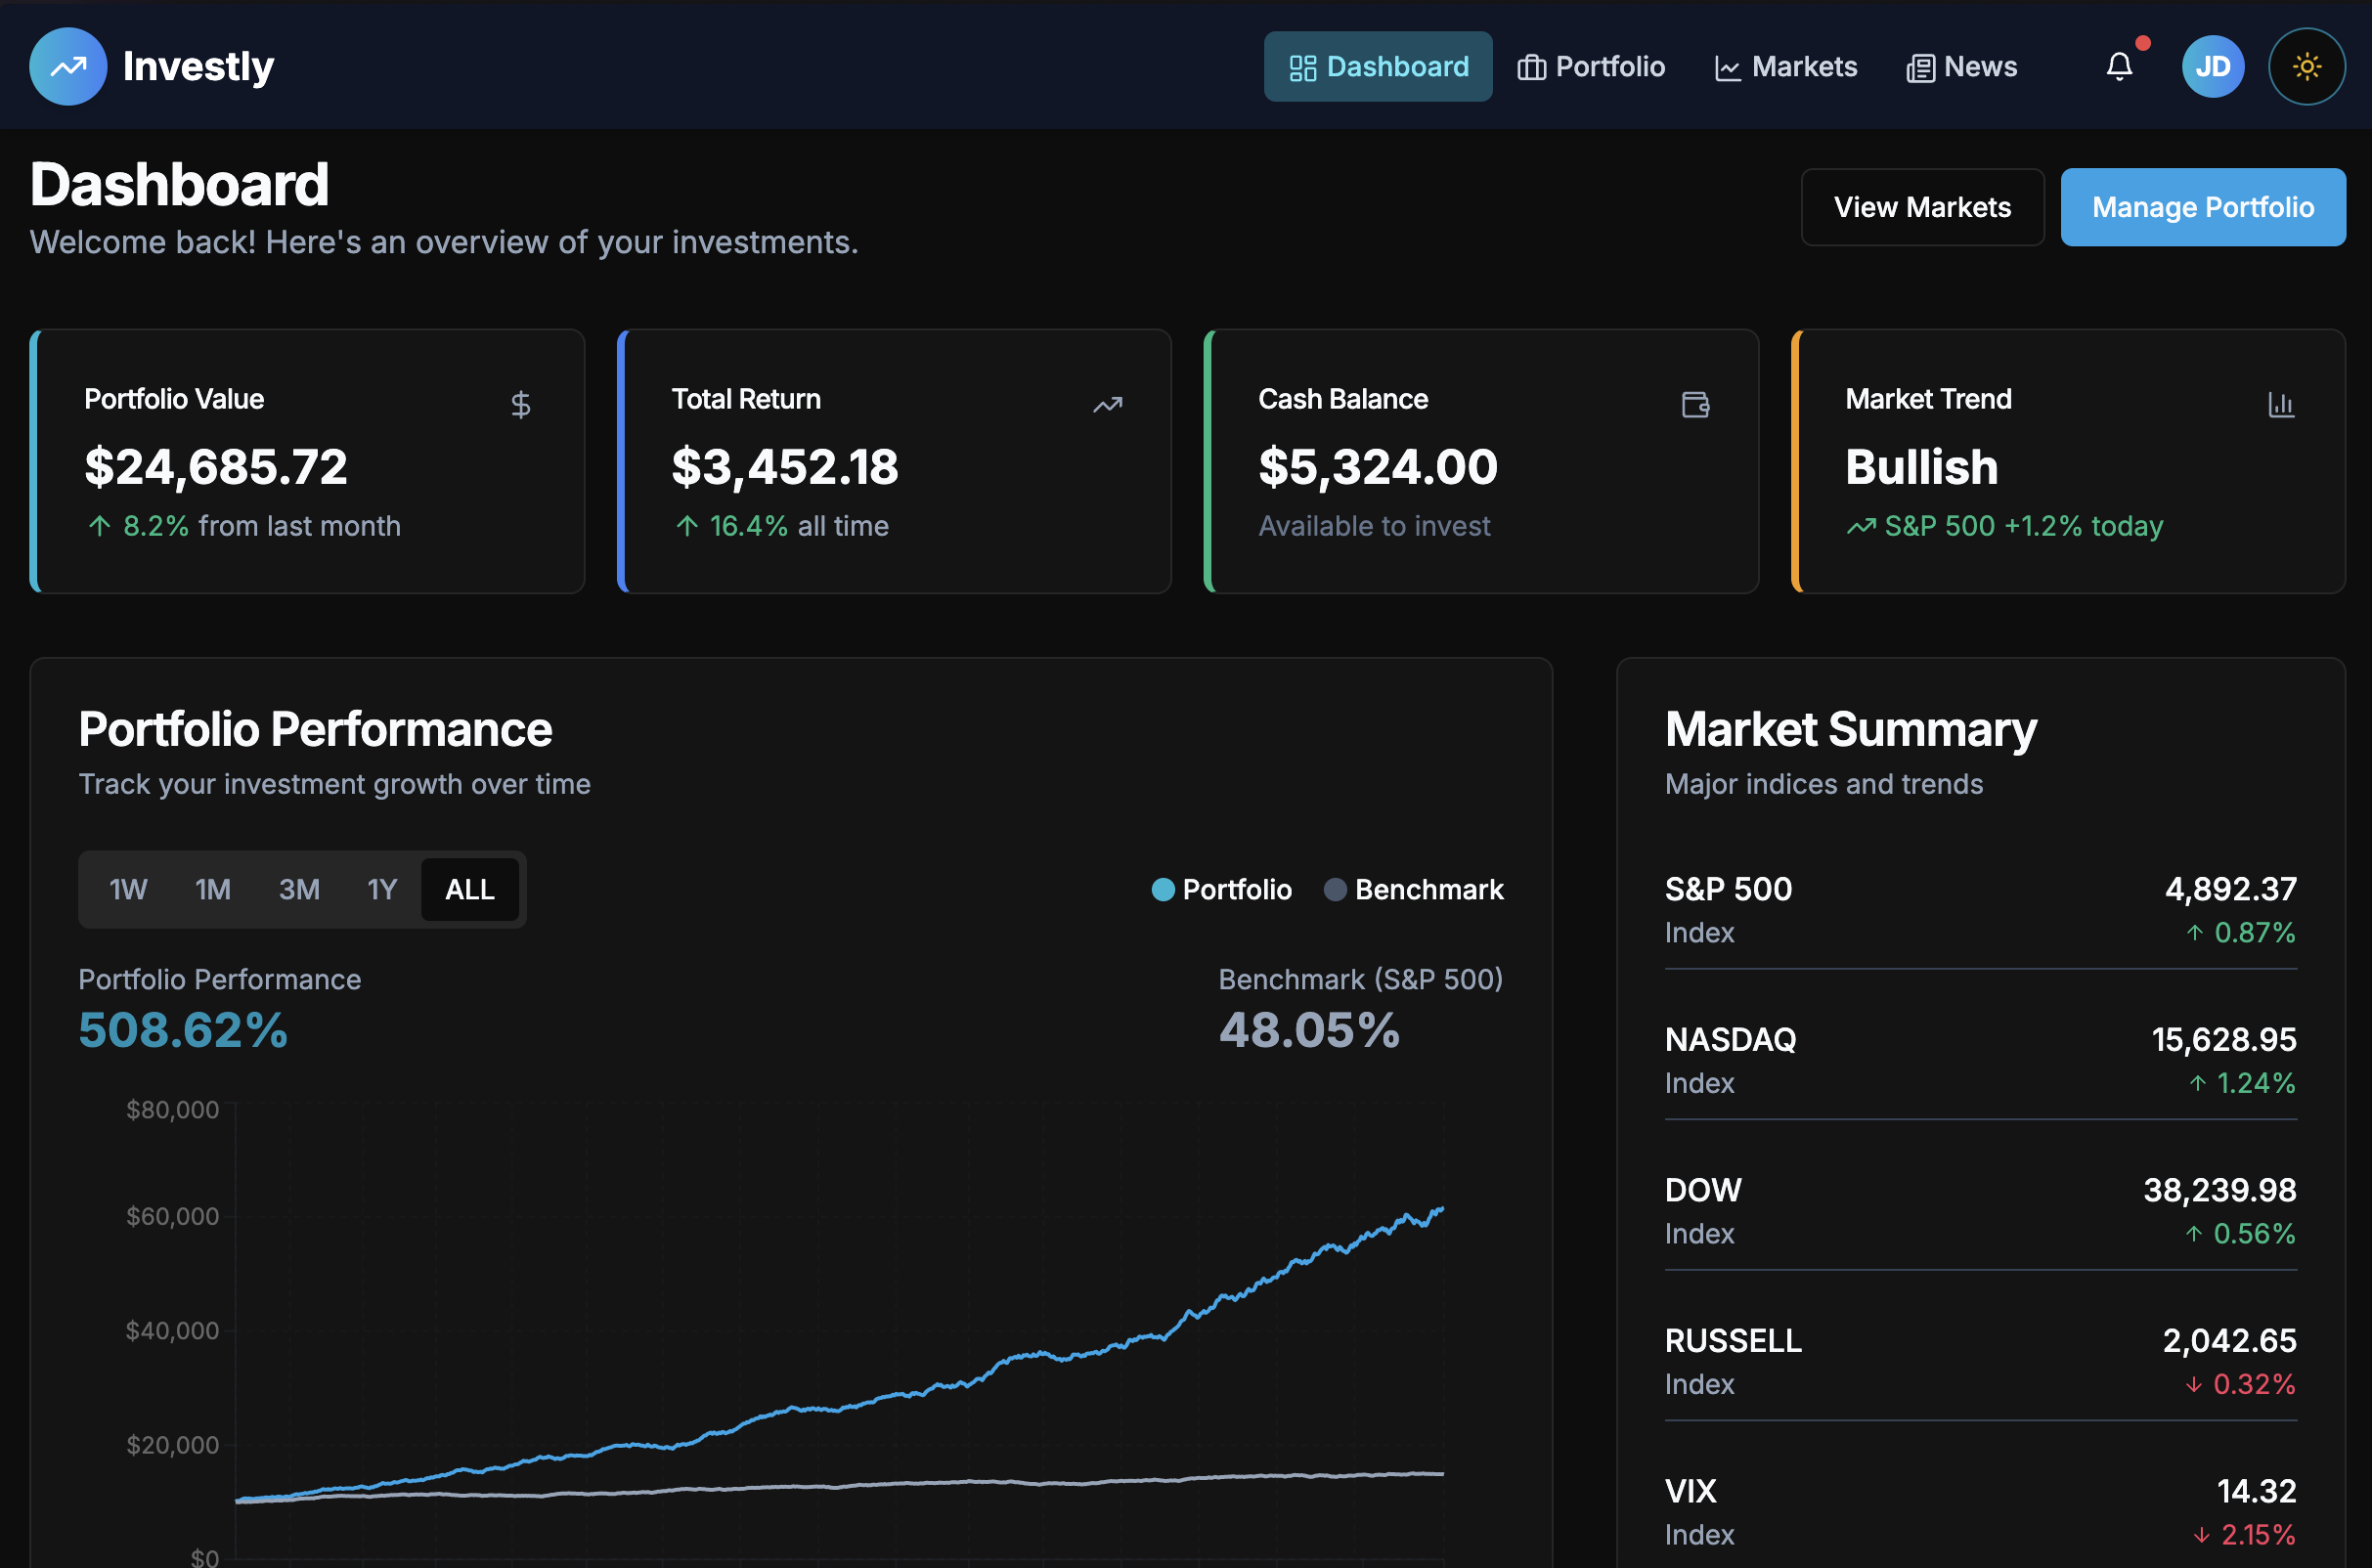 Investly
Dashboard
Portfolio
Markets
News
JD
Dashboard
Welcome back! Here's an overview of your investments.
View Markets
Manage Portfolio
Portfolio Value
$24,685.72
↑ 8.2% from last month
Total Return
$3,452.18
↑ 16.4% all time
Cash Balance
$5,324.00
Available to invest
Market Trend
Bullish
S&P 500 +1.2% today
Portfolio Performance
Track your investment growth over time
1W 1M 3M 1Y ALL
Portfolio Benchmark
Portfolio Performance
508.62%
Benchmark (S&P 500)
48.05%
$80,000
$60,000
$40,000
$20,000
$0
Market Summary
Major indices and trends
S&P 500 4,892.37
Index ↑ 0.87%
NASDAQ 15,628.95
Index ↑ 1.24%
DOW 38,239.98
Index ↑ 0.56%
RUSSELL 2,042.65
Index ↓ 0.32%
VIX 14.32
Index ↓ 2.15%